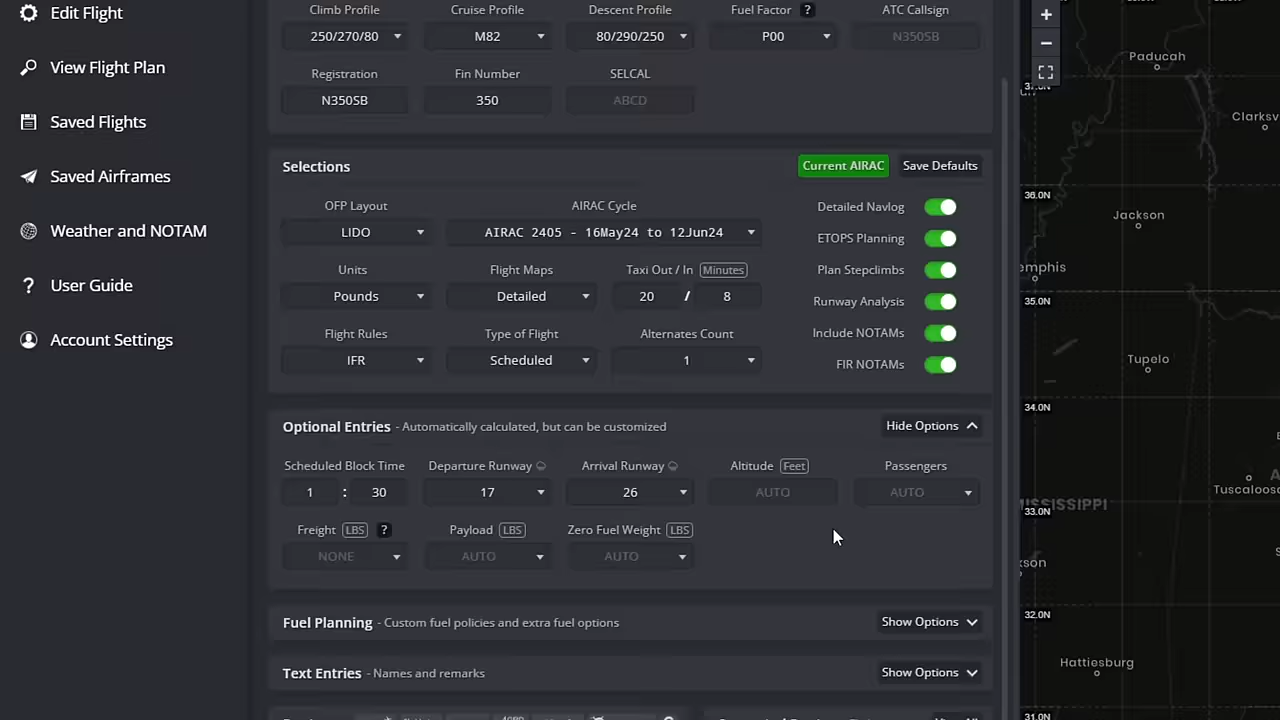 Edit Flight
View Flight Plan
Saved Flights
Saved Airframes
Weather and NOTAM
? User Guide
Account Settings
Climb Profile Cruise Profile Descent Profile Fuel Factor ? ATC Callsign
250/270/80 M82 80/290/250 P00 N350SB
Registration Fin Number SELCAL
N350SB 350 ABCD
Selections Current AIRAC Save Defaults
OFP Layout AIRAC Cycle Detailed Navlog
LIDO AIRAC 2405 - 16May24 to 12Jun24 ETOPS Planning
Units Flight Maps Taxi Out / In Minutes Plan Stepclimbs
Pounds Detailed 20 / 8 Runway Analysis
Flight Rules Type of Flight Alternates Count Include NOTAMs
IFR Scheduled 1 FIR NOTAMs
Optional Entries - Automatically calculated, but can be customized Hide Options
Scheduled Block Time Departure Runway Arrival Runway Altitude Feet Passengers
1 : 30 17 26 AUTO AUTO
Freight LBS ? Payload LBS Zero Fuel Weight LBS
NONE AUTO AUTO
Fuel Planning - Custom fuel policies and extra fuel options Show Options
Text Entries - Names and remarks Show Options
+
−
Paducah
Clarksv
36.0N
Jackson
emphis
35.0N
Tupelo
34.0N
Tuscaloos
ISSISSIPPI
33.0N
son
32.0N
Hattiesburg
31.0N